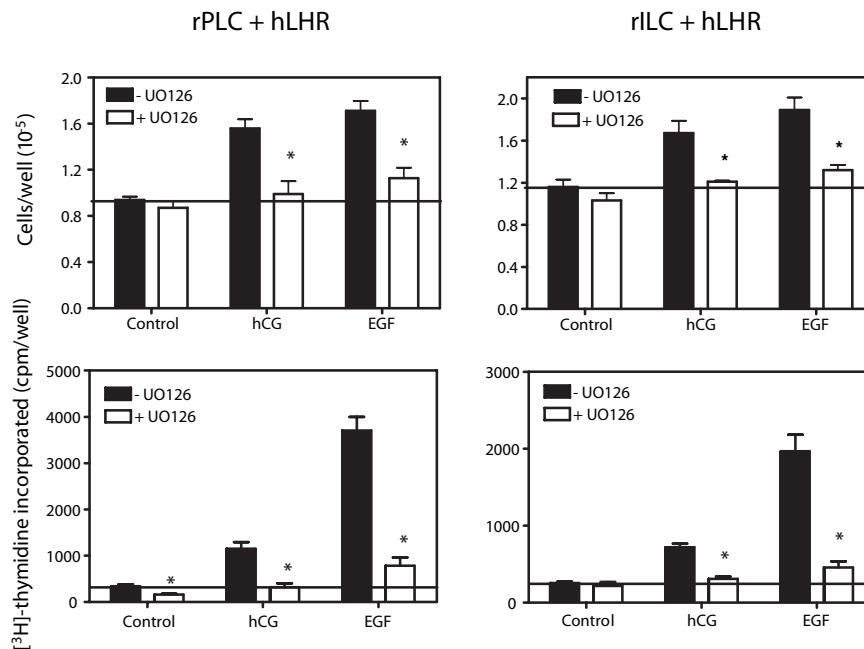 rPLC + hLHR
rILC + hLHR
Cells/well (10⁻⁵)
2.0
1.6
1.2
0.8
0.4
0.0
- UO126
+ UO126
*
*
Control
hCG
EGF
2.0
1.6
1.2
0.8
0.4
0.0
- UO126
+ UO126
*
*
Control
hCG
EGF
[³H]-thymidine incorporated (cpm/well)
5000
4000
3000
2000
1000
0
- UO126
+ UO126
*
*
*
Control
hCG
EGF
3000
2000
1000
0
- UO126
+ UO126
*
*
Control
hCG
EGF